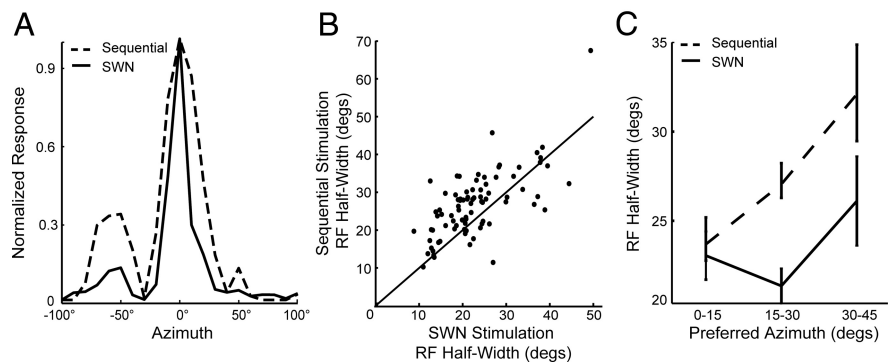 A
Sequential
SWN
0.9
0.6
0.3
0
Normalized Response
-100°
-50°
0°
50°
100°
Azimuth
B
70
60
50
40
30
20
10
Sequential Stimulation
RF Half-Width (degs)
0
10
20
30
40
50
SWN Stimulation
RF Half-Width (degs)
C
Sequential
SWN
35
30
25
20
RF Half-Width (degs)
0-15
15-30
30-45
Preferred Azimuth (degs)